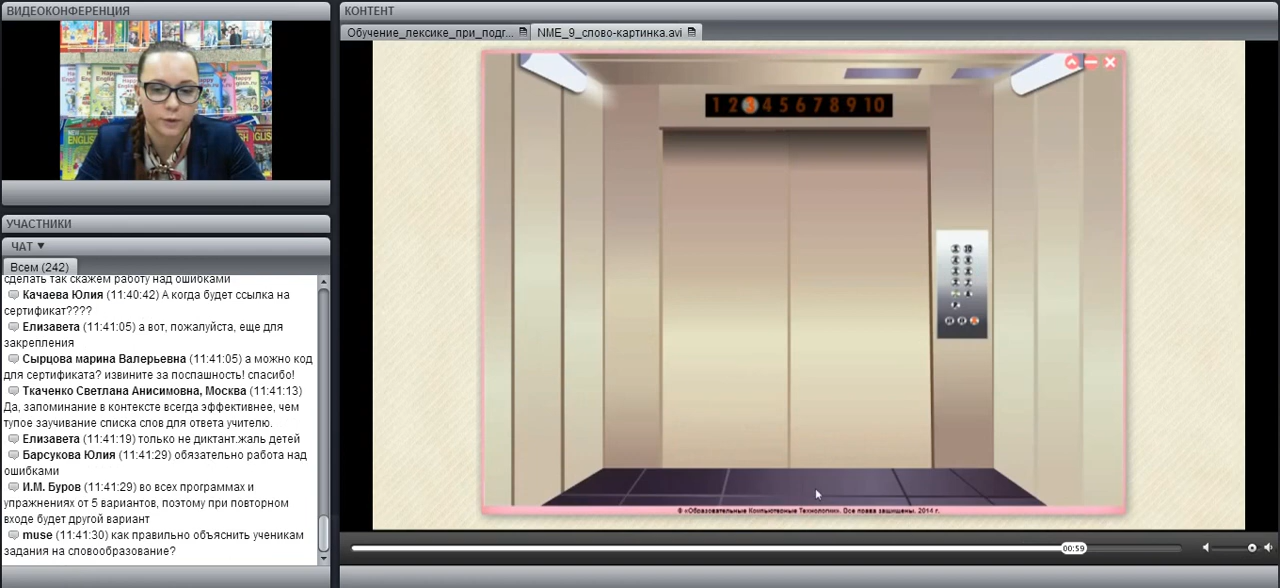 ВИДЕОКОНФЕРЕНЦИЯ
Happy English
Happy English.ru
ENGLISH
УЧАСТНИКИ
ЧАТ ▼
Всем (242)
сделать так скажем работу над ошибками
Качаева Юлия (11:40:42) А когда будет ссылка на
сертификат????
Елизавета (11:41:05) а вот, пожалуйста, еще для
закрепления
Сырцова марина Валерьевна (11:41:05) а можно код
для сертификата? извините за поспашность! спасибо!
Ткаченко Светлана Анисимовна, Москва (11:41:13)
Да, запоминание в контексте всегда эффективнее, чем
тупое заучивание списка слов для ответа учителю.
Елизавета (11:41:19) только не диктант.жаль детей
Барсукова Юлия (11:41:29) обязательно работа над
ошибками
И.М. Буров (11:41:29) во всех программах и
упражнениях от 5 вариантов, поэтому при повторном
входе будет другой вариант
muse (11:41:30) как правильно объяснить ученикам
задания на словообразование?
КОНТЕНТ
Обучение_лексике_при_подг... NME_9_слово-картинка.avi
1 2 3 4 5 6 7 8 9 10
© «Образовательные Компьютерные Технологии». Все права защищены. 2014 г.
00:59